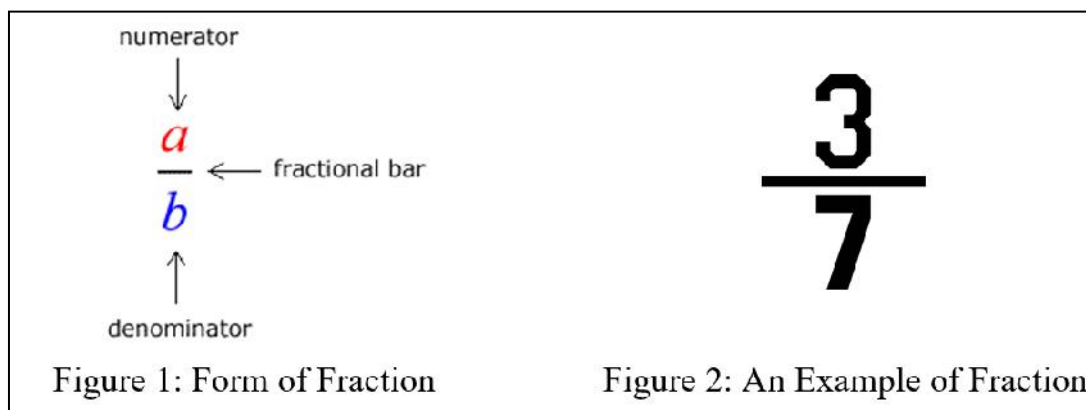 numerator
a
fractional bar
b
denominator
Figure 1: Form of Fraction
3
7
Figure 2: An Example of Fraction